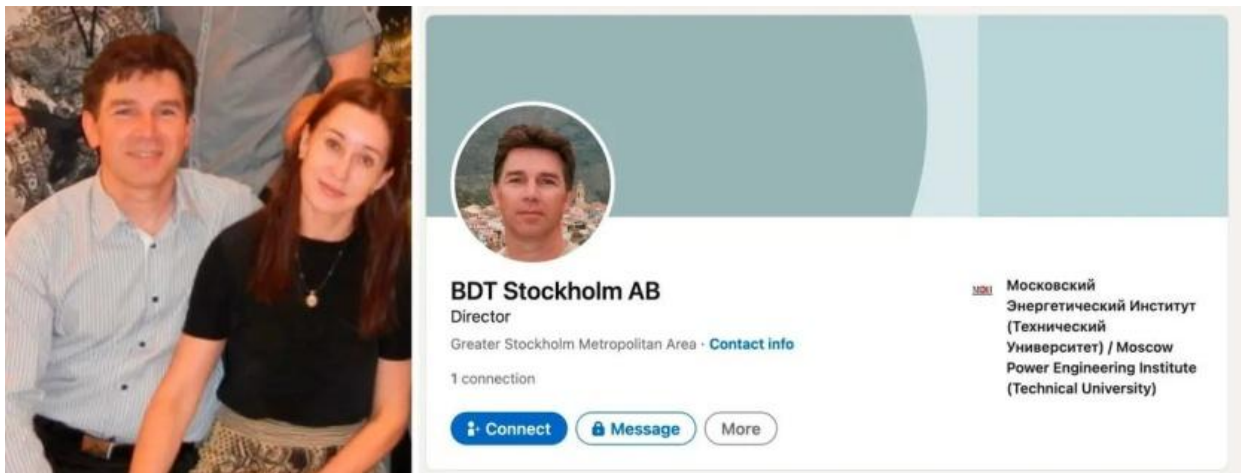 BDT Stockholm AB
Director
Greater Stockholm Metropolitan Area · Contact info
1 connection
Connect
Message
More
Московский
Энергетический Институт
(Технический
Университет) / Moscow
Power Engineering Institute
(Technical University)